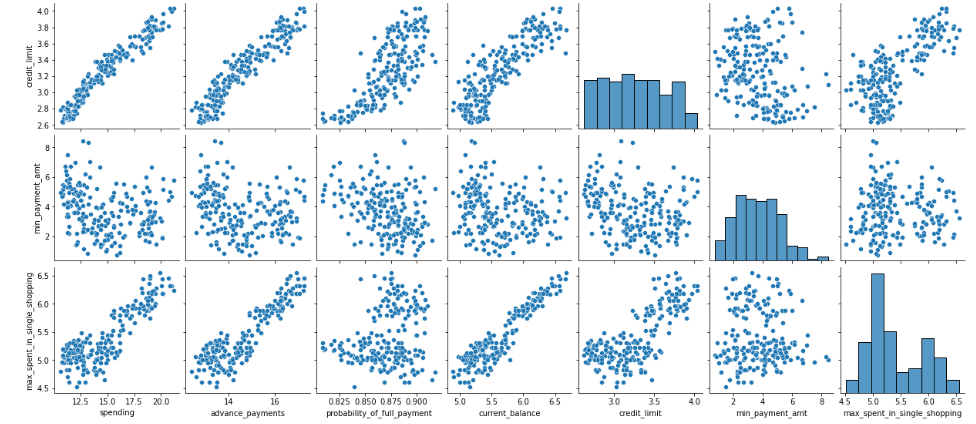 4.0
3.8
3.6
3.4
3.2
3.0
2.8
2.6
credit_limit
8
6
4
2
min_payment_amt
6.5
6.0
5.5
5.0
4.5
max_spent_in_single_shopping
12.5 15.0 17.5 20.0
14 16
0.825 0.850 0.875 0.900
5.0 5.5 6.0 6.5
3.0 3.5 4.0
2 4 6 8
4.5 5.0 5.5 6.0 6.5
spending
advance_payments
probability_of_full_payment
current_balance
credit_limit
min_payment_amt
max_spent_in_single_shopping